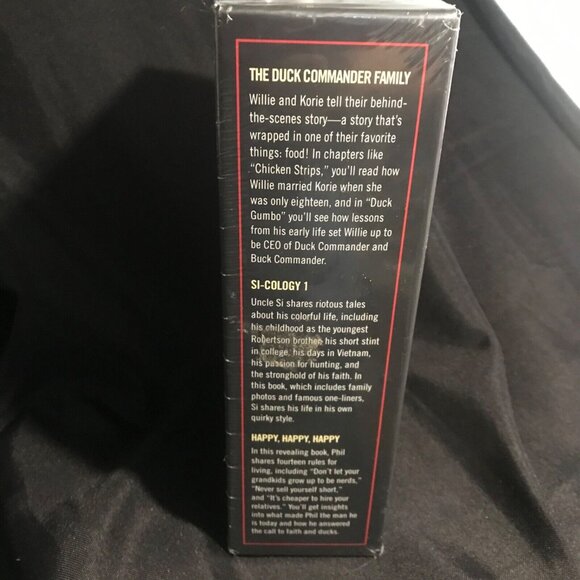 THE DUCK COMMANDER FAMILY
Willie and Korie tell their behind-
the-scenes story—a story that's
wrapped in one of their favorite
things: food! In chapters like
"Chicken Strips," you'll read how
Willie married Korie when she
was only eighteen, and in "Duck
Gumbo" you'll see how lessons
from his early life set Willie up to
be CEO of Duck Commander and
Buck Commander.
SI-COLOGY 1
Uncle Si shares riotous tales
about his colorful life, including
his childhood as the youngest
Robertson brother, his short stint
in college, his days in Vietnam,
his passion for hunting, and
the stronghold of his faith. In
this book, which includes family
photos and famous one-liners,
Si shares his life in his own
quirky style.
HAPPY, HAPPY, HAPPY
In this revealing book, Phil
shares fourteen rules for
living, including "Don't let your
grandkids grow up to be nerds,"
"Never sell yourself short,"
and "It's cheaper to hire your
relatives." You'll get insights
into what made Phil the man he
is today and how he answered
the call to faith and ducks.